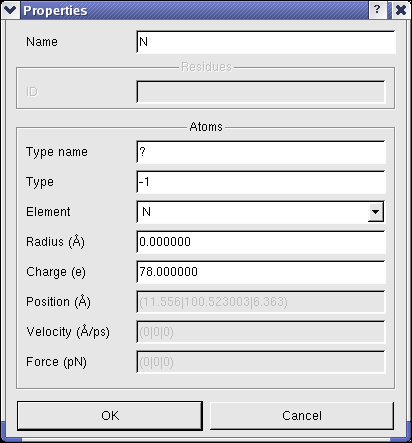 Properties ?
Name N
Residues
ID
Atoms
Type name ?
Type -1
Element N
Radius (Å) 0.000000
Charge (e) 78.000000
Position (Å) (11.556|100.523003|6.363)
Velocity (Å/ps) (0|0|0)
Force (pN) (0|0|0)
OK Cancel